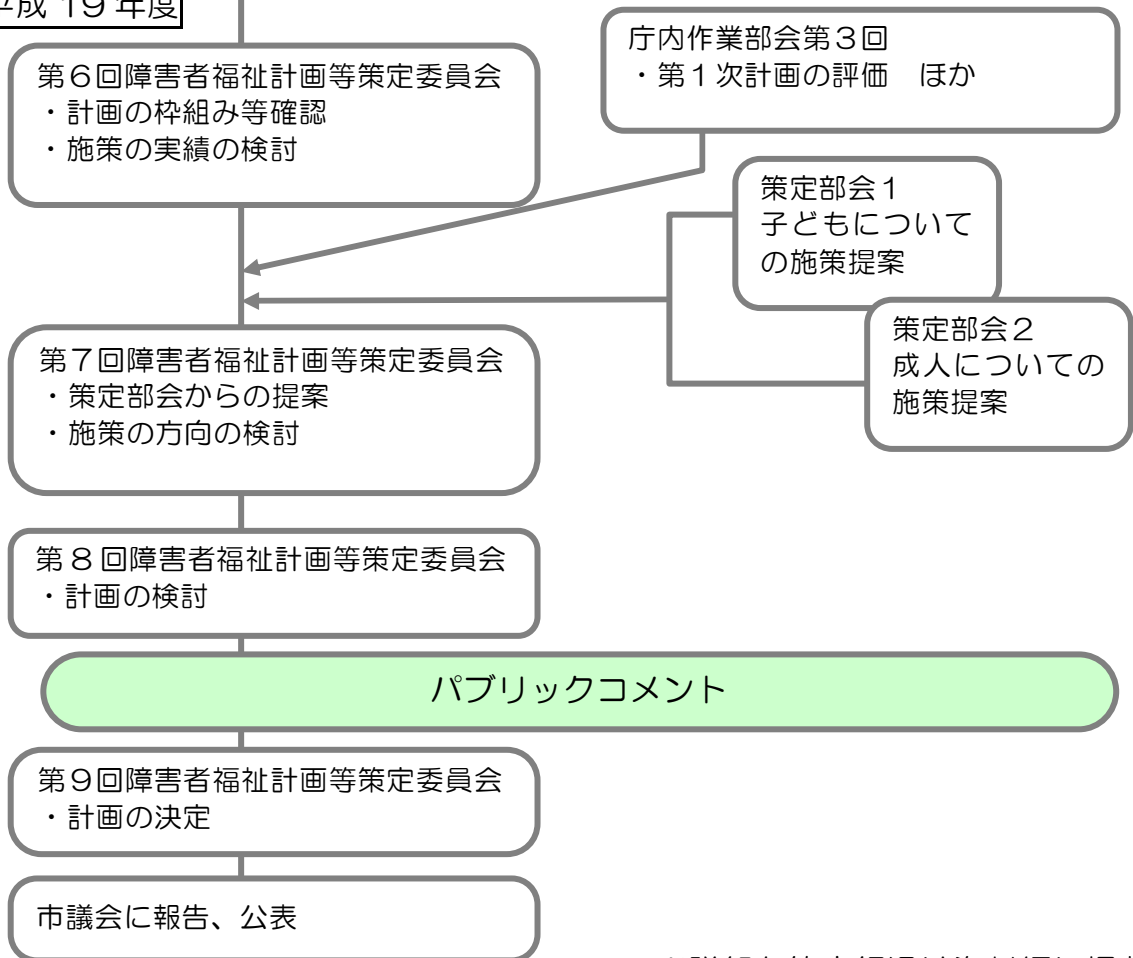 平成 19 年度
第6回障害者福祉計画等策定委員会
・計画の枠組み等確認
・施策の実績の検討
庁内作業部会第3回
・第1次計画の評価　ほか
策定部会1
子どもについて
の施策提案
策定部会2
成人についての
施策提案
第7回障害者福祉計画等策定委員会
・策定部会からの提案
・施策の方向の検討
第8回障害者福祉計画等策定委員会
・計画の検討
パブリックコメント
第9回障害者福祉計画等策定委員会
・計画の決定
市議会に報告、公表